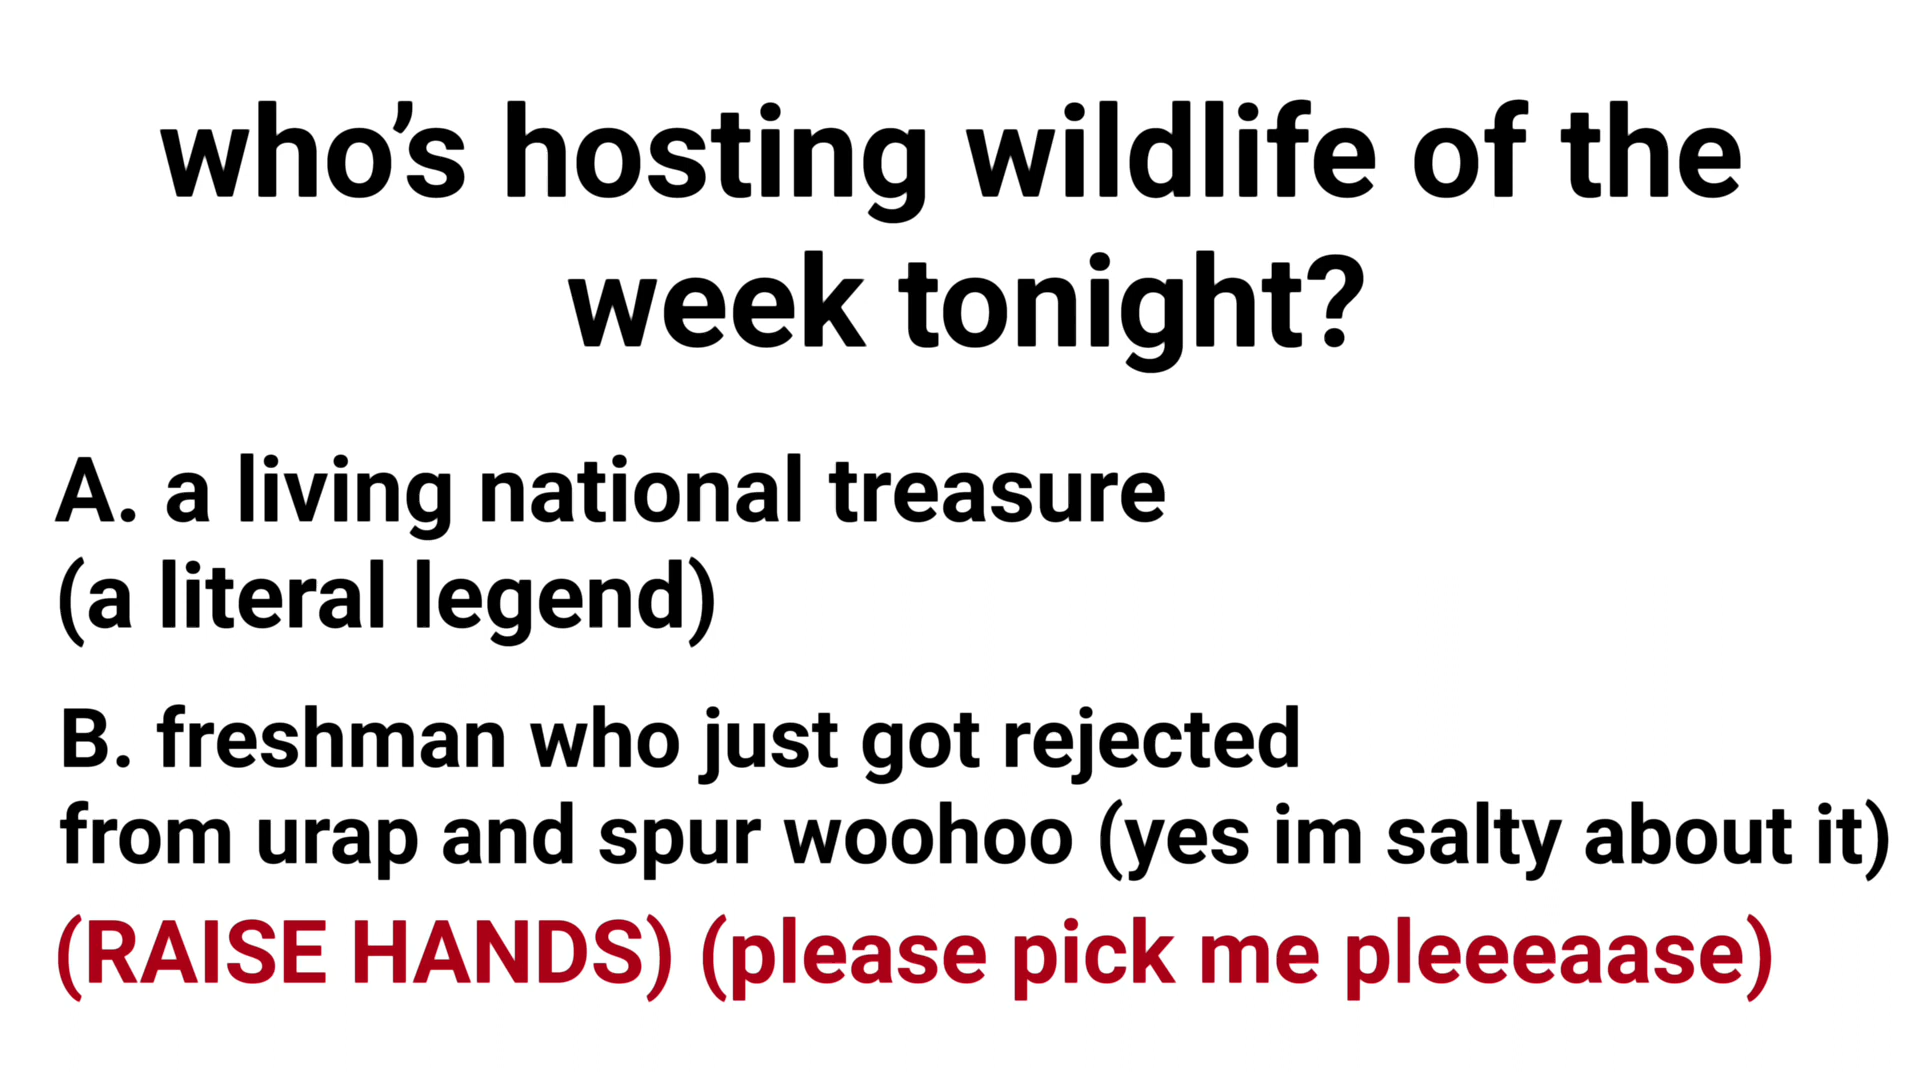 who’s hosting wildlife of the
week tonight?
A. a living national treasure
(a literal legend)
B. freshman who just got rejected
from urap and spur woohoo (yes im salty about it)
(RAISE HANDS) (please pick me pleeeaase)